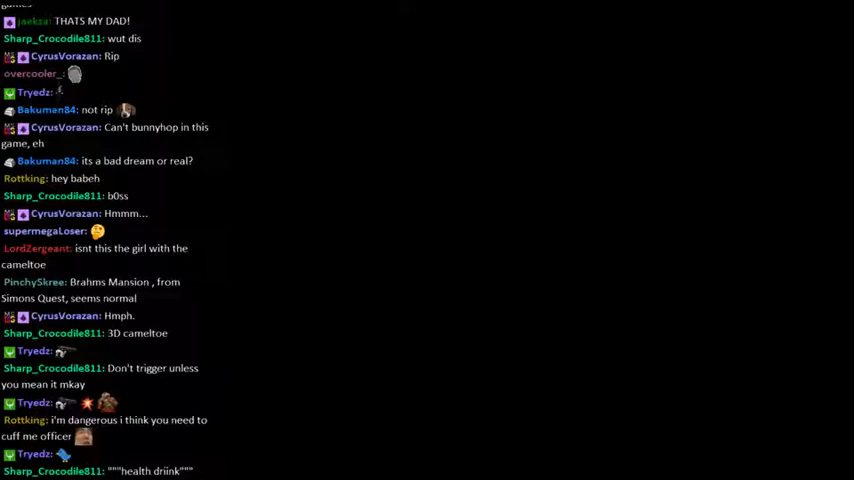 games
jaeksa: THATS MY DAD!
Sharp_Crocodile811: wut dis
CyrusVorazan: Rip
overcooler_:
Tryedz:
Bakuman84: not rip
CyrusVorazan: Can't bunnyhop in this
game, eh
Bakuman84: its a bad dream or real?
Rottking: hey babeh
Sharp_Crocodile811: b0ss
CyrusVorazan: Hmmm...
supermegaLoser:
LordZergeant: isnt this the girl with the
cameltoe
PinchySkree: Brahms Mansion , from
Simons Quest, seems normal
CyrusVorazan: Hmph.
Sharp_Crocodile811: 3D cameltoe
Tryedz:
Sharp_Crocodile811: Don't trigger unless
you mean it mkay
Tryedz:
Rottking: i'm dangerous i think you need to
cuff me officer
Tryedz:
Sharp_Crocodile811: """health driink"""